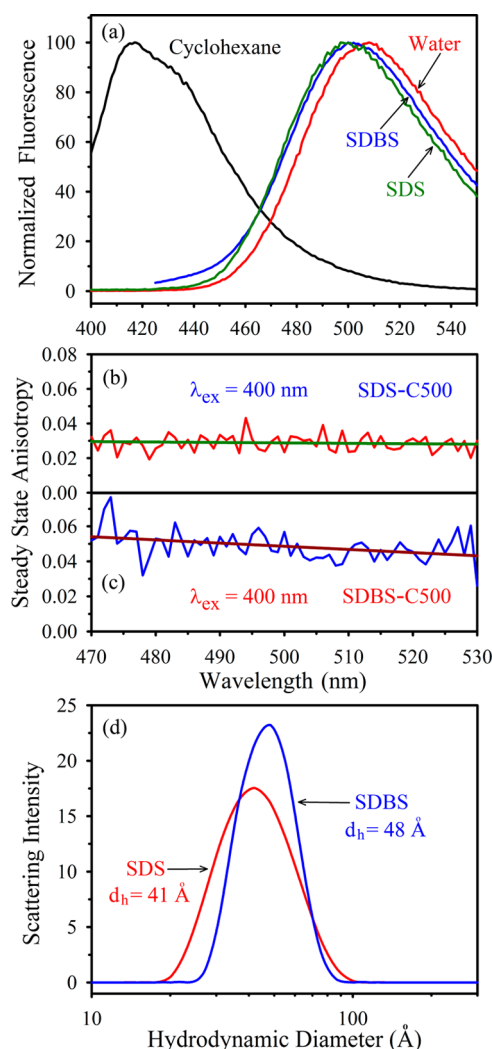 (a)
Cyclohexane
Water
SDBS
SDS
Normalized Fluorescence
100
80
60
40
20
0
400 420 440 460 480 500 520 540
(b)
λex = 400 nm SDS-C500
0.08
0.06
0.04
0.02
0.00
Steady State Anisotropy
0.06
0.04
0.02
0.00
(c)
λex = 400 nm SDBS-C500
470 480 490 500 510 520 530
Wavelength (nm)
(d)
25
20
15
10
5
0
Scattering Intensity
SDBS
dh= 48 Å
SDS
dh= 41 Å
10 100
Hydrodynamic Diameter (Å)